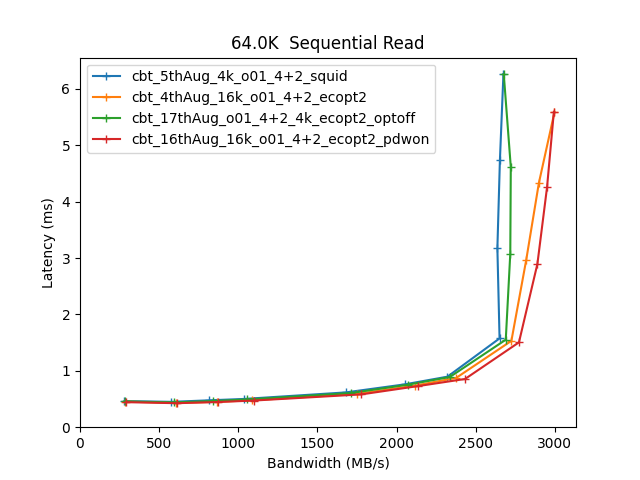 64.0K  Sequential Read
cbt_5thAug_4k_o01_4+2_squid
cbt_4thAug_16k_o01_4+2_ecopt2
cbt_17thAug_o01_4+2_4k_ecopt2_optoff
cbt_16thAug_16k_o01_4+2_ecopt2_pdwon
Latency (ms)
6
5
4
3
2
1
0
0 500 1000 1500 2000 2500 3000
Bandwidth (MB/s)